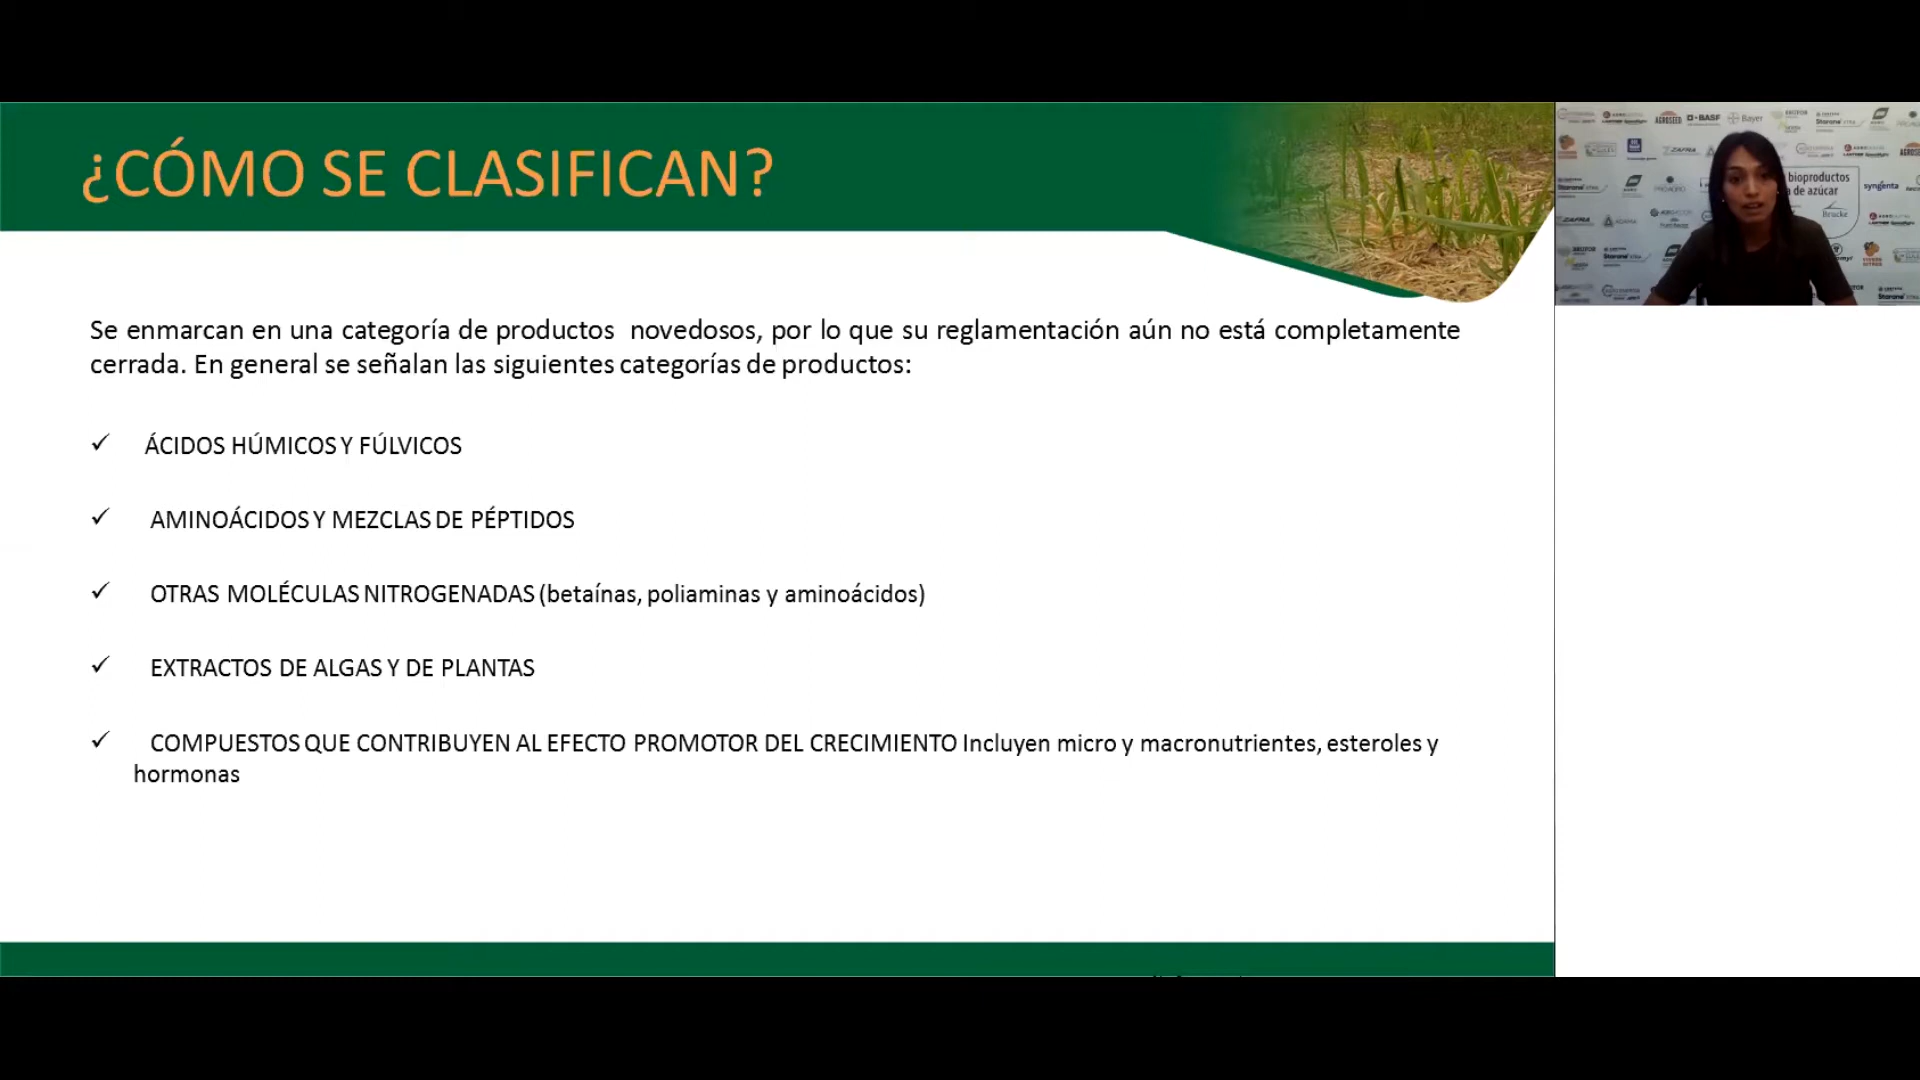 ¿CÓMO SE CLASIFICAN?
Se enmarcan en una categoría de productos novedosos, por lo que su reglamentación aún no está completamente
cerrada. En general se señalan las siguientes categorías de productos:
✓ ÁCIDOS HÚMICOS Y FÚLVICOS
✓ AMINOÁCIDOS Y MEZCLAS DE PÉPTIDOS
✓ OTRAS MOLÉCULAS NITROGENADAS (betaínas, poliaminas y aminoácidos)
✓ EXTRACTOS DE ALGAS Y DE PLANTAS
✓ COMPUESTOS QUE CONTRIBUYEN AL EFECTO PROMOTOR DEL CRECIMIENTO Incluyen micro y macronutrientes, esteroles y
hormonas
AGROSEED
BASF
Bayer
ZAFRA
bioproductos
a de azúcar
syngenta